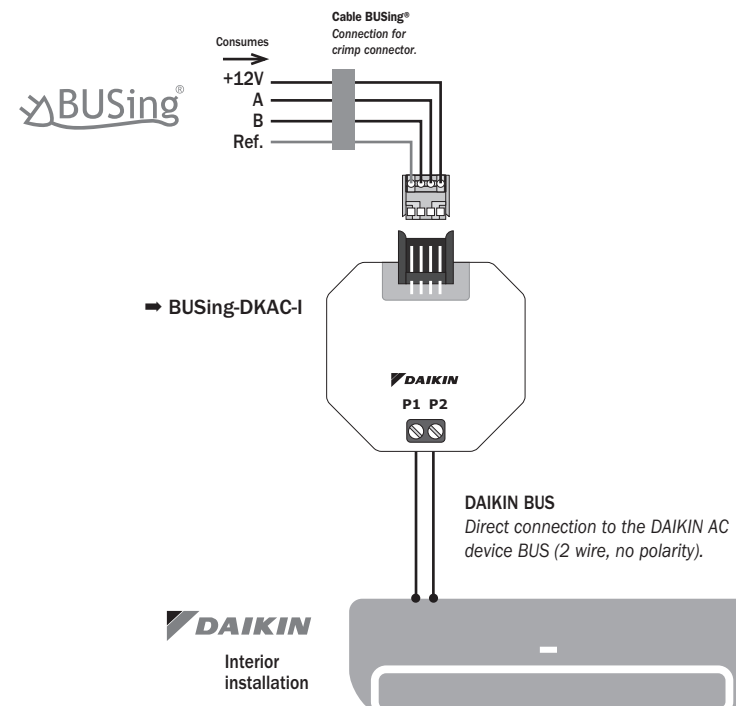 Cable BUSing®
Connection for
crimp connector.
Consumes
+12V
A
B
Ref.
BUSing®
➡ BUSing-DKAC-I
DAIKIN
P1 P2
DAIKIN BUS
Direct connection to the DAIKIN AC
device BUS (2 wire, no polarity).
DAIKIN
Interior
installation